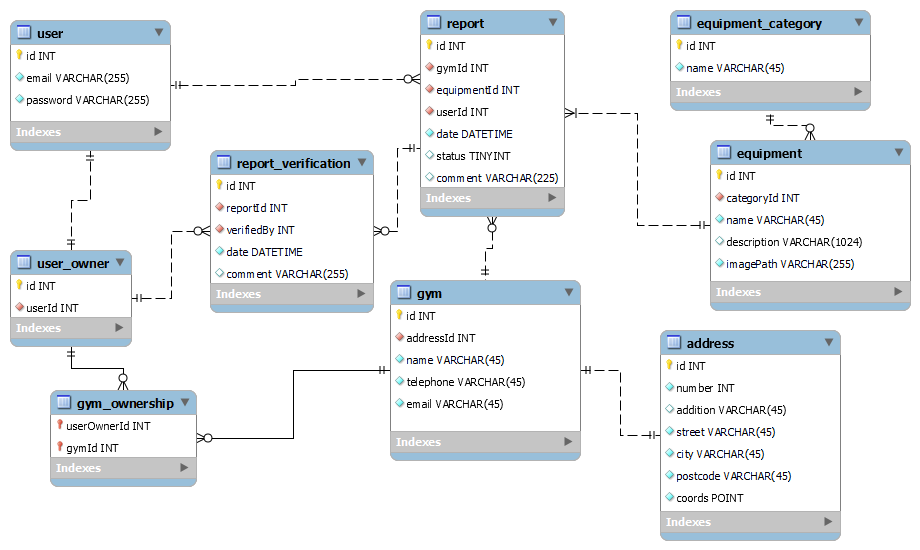 user
id INT
email VARCHAR(255)
password VARCHAR(255)
Indexes
report
id INT
gymId INT
equipmentId INT
userId INT
date DATETIME
status TINYINT
comment VARCHAR(225)
Indexes
equipment_category
id INT
name VARCHAR(45)
Indexes
report_verification
id INT
reportId INT
verifiedBy INT
date DATETIME
comment VARCHAR(255)
Indexes
equipment
id INT
categoryId INT
name VARCHAR(45)
description VARCHAR(1024)
imagePath VARCHAR(255)
Indexes
user_owner
id INT
userId INT
Indexes
gym
id INT
addressId INT
name VARCHAR(45)
telephone VARCHAR(45)
email VARCHAR(45)
Indexes
address
id INT
number INT
addition VARCHAR(45)
street VARCHAR(45)
city VARCHAR(45)
postcode VARCHAR(45)
coords POINT
Indexes
gym_ownership
userOwnerId INT
gymId INT
Indexes